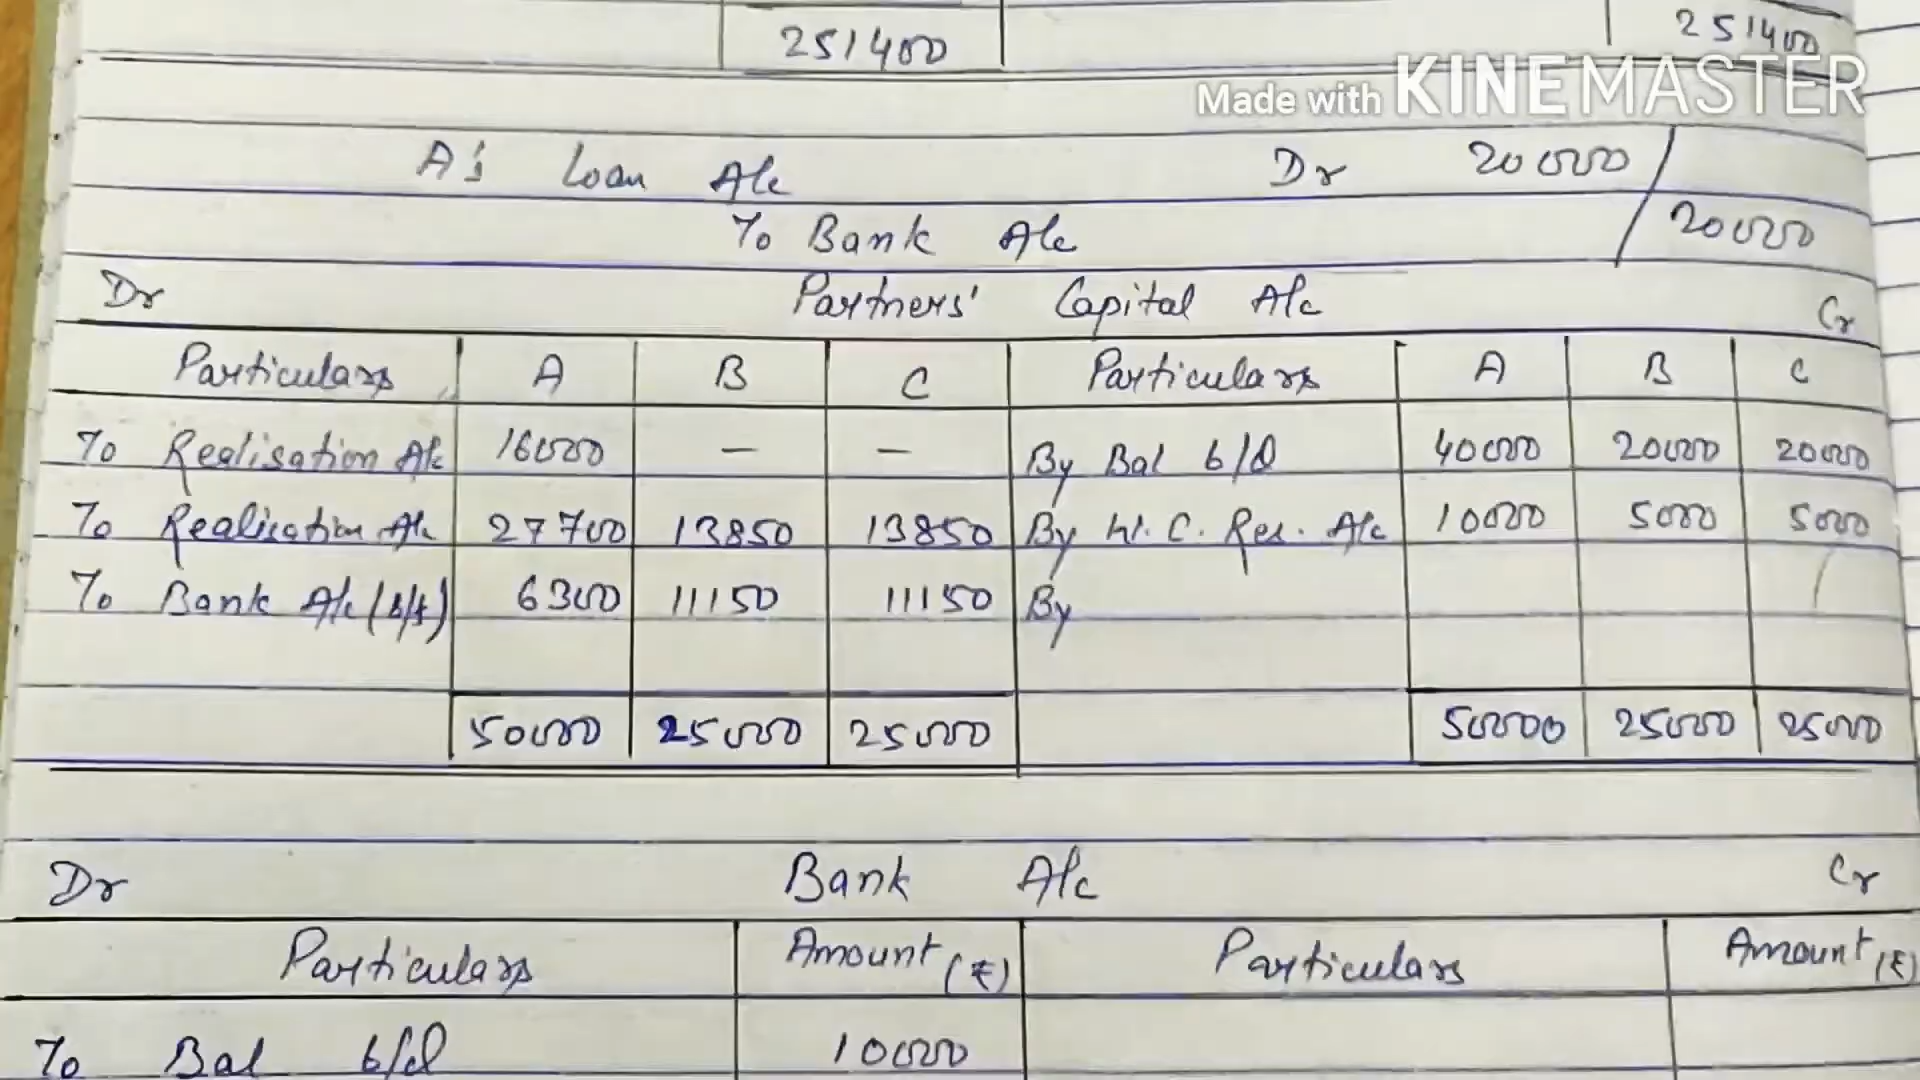 251400 251400
Made with KINEMASTER
A's Loan A/c Dr 20000
To Bank A/c 20000
Dr Partners' Capital A/c Cr
Particulars A B C Particulars A B C
To Realisation A/c 16000 — — By Bal b/d 40000 20000 20000
To Realisation A/c 27700 13850 13850 By W.C. Res. A/c 10000 5000 5000
To Bank A/c (b/f) 6300 11150 11150 By
50000 25000 25000 50000 25000 25000
Dr Bank A/c Cr
Particulars Amount (₹) Particulars Amount (₹)
To Bal b/d 10000